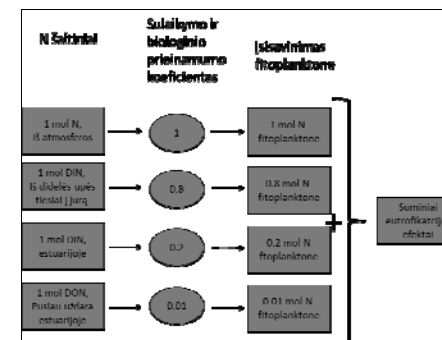 N šaltiniai
Sulaikymo ir
biologinio
prieinamumo
koeficientas
Įsisavinimas
fitoplanktone
1 mol N,
iš atmosferos
1
1 mol N
fitoplanktone
1 mol DIN,
Iš didelės upės
tiesiai į jūrą
0.8
0.8 mol N
fitoplanktone
1 mol DIN,
estuarijoje
0.2
0.2 mol N
fitoplanktone
1 mol DON,
Pusiau uždara
estuarijoje
0.01
0.01 mol N
fitoplanktone
+
Suminiai
eutrofikacijos
efektai